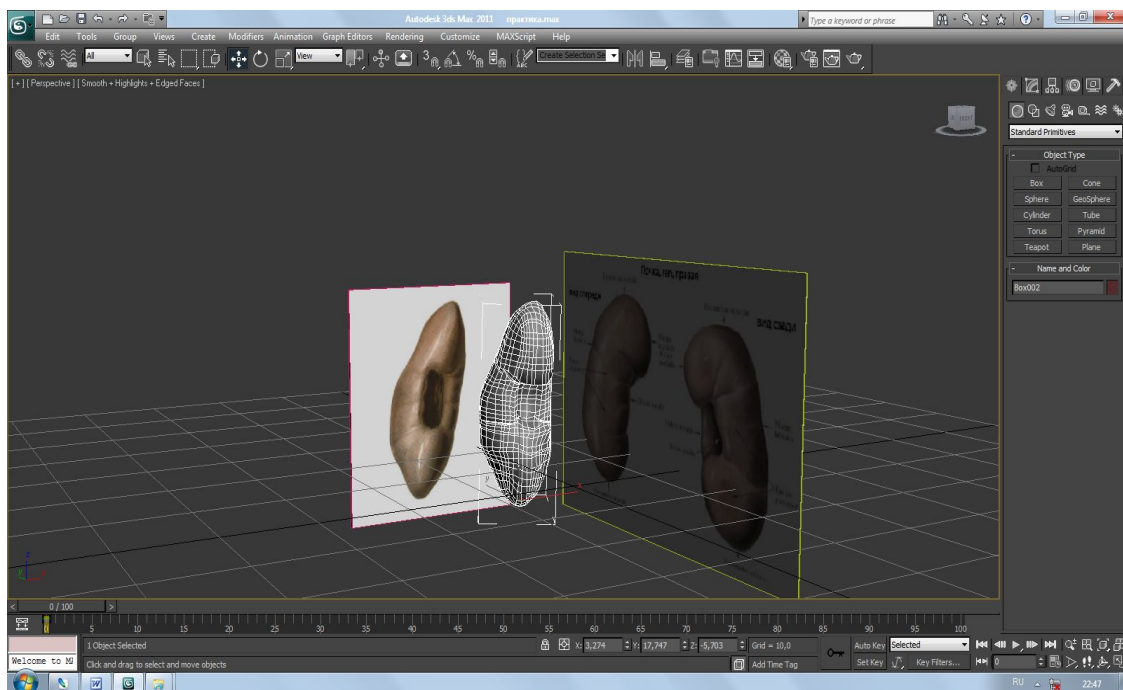 Autodesk 3ds Max 2011 практика.max
Type a keyword or phrase
Edit Tools Group Views Create Modifiers Animation Graph Editors Rendering Customize MAXScript Help
All
View
3
Create Selection Se
[ + ] [ Perspective ] [ Smooth + Highlights + Edged Faces ]
Standard Primitives
- Object Type
AutoGrid
Box Cone
Sphere GeoSphere
Cylinder Tube
Torus Pyramid
Teapot Plane
- Name and Color
Box002
Почка, ren, правая
вид спереди
вид сзади
z
y
x
< 0 / 100 >
5 10 15 20 25 30 35 40 45 50 55 60 65 70 75 80 85 90 95 100
1 Object Selected
X: 3,274 Y: 17,747 Z: -5,703 Grid = 10,0
Auto Key Selected
Welcome to M
Click and drag to select and move objects
Add Time Tag
Set Key Key Filters... 0
RU 22:47